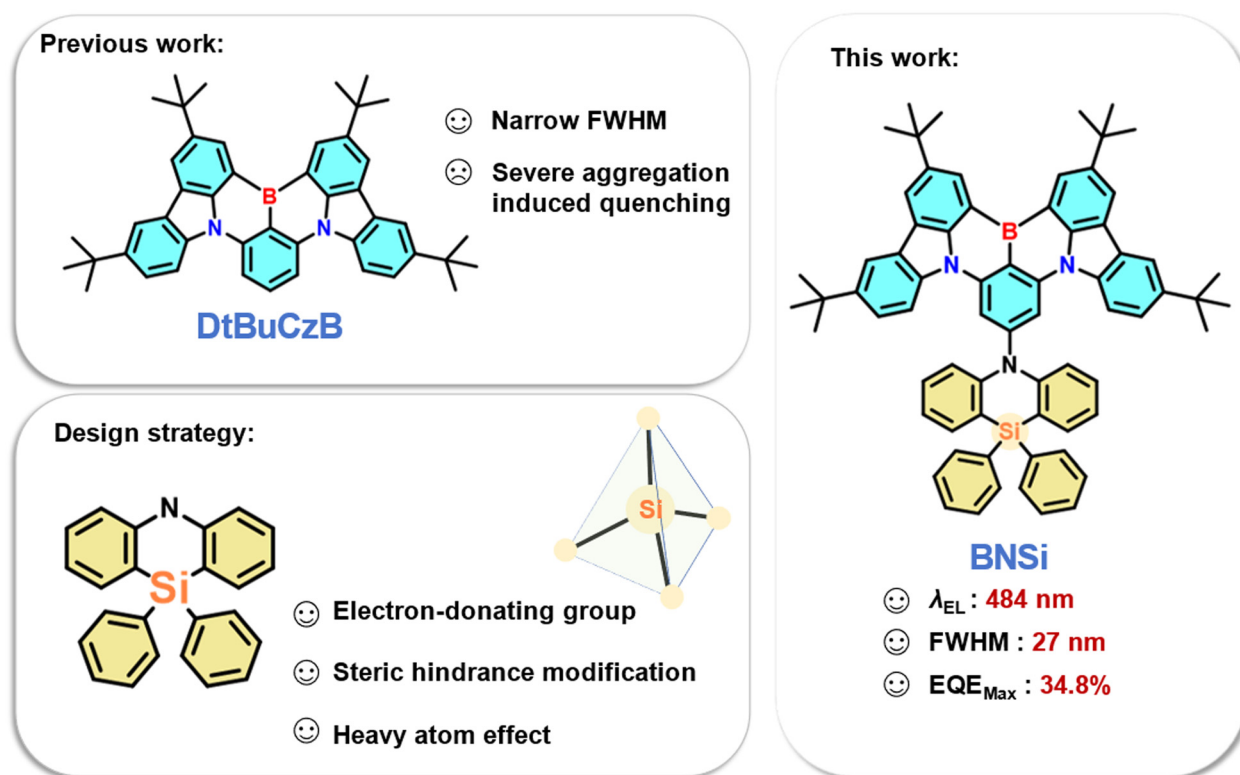 Previous work:
B
N
N
DtBuCzB
Narrow FWHM
Severe aggregation
induced quenching
Design strategy:
N
Si
Si
Electron-donating group
Steric hindrance modification
Heavy atom effect
This work:
B
N
N
N
Si
BNSi
λEL : 484 nm
FWHM : 27 nm
EQEMax : 34.8%